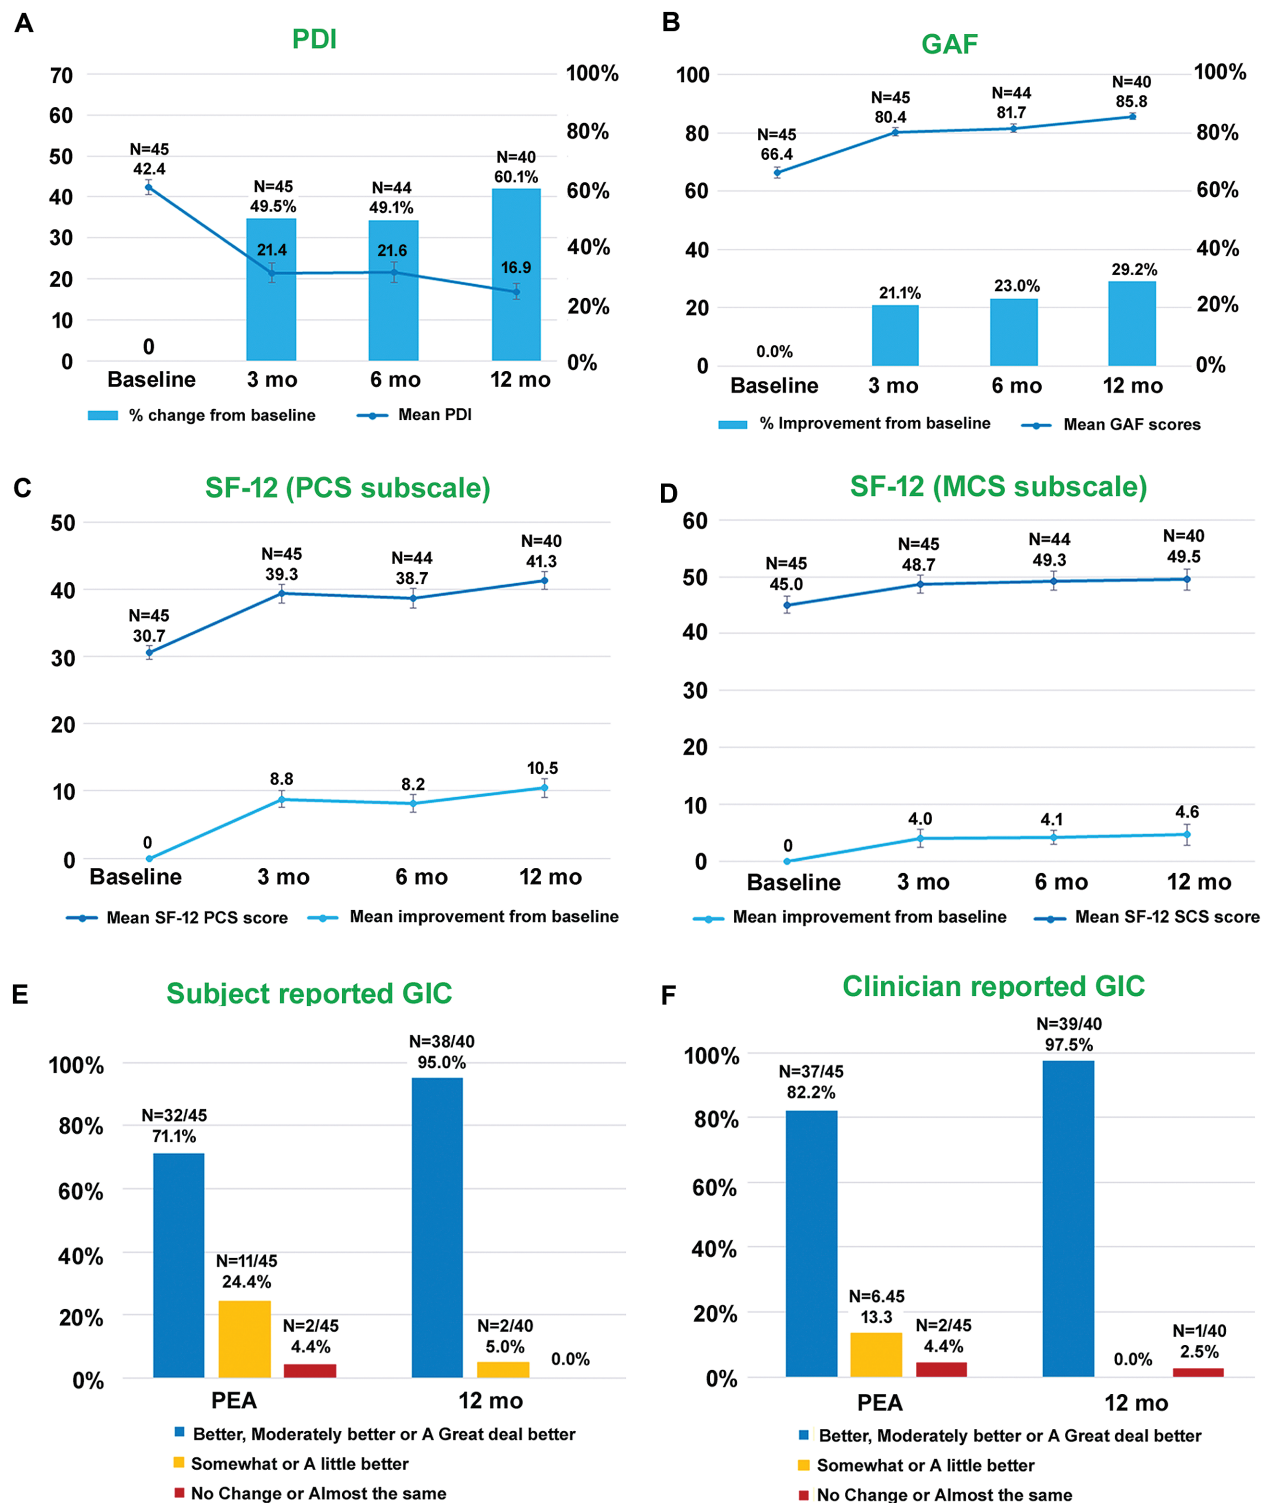 A
PDI
70
60
50
40
30
20
10
0
100%
80%
60%
40%
20%
0%
N=45
42.4
N=45
49.5%
21.4
N=44
49.1%
21.6
N=40
60.1%
16.9
0
Baseline
3 mo
6 mo
12 mo
% change from baseline
Mean PDI
B
GAF
100
80
60
40
20
0
100%
80%
60%
40%
20%
0%
N=45
66.4
N=45
80.4
N=44
81.7
N=40
85.8
0.0%
21.1%
23.0%
29.2%
Baseline
3 mo
6 mo
12 mo
% Improvement from baseline
Mean GAF scores
C
SF-12 (PCS subscale)
50
40
30
20
10
0
N=45
30.7
N=45
39.3
N=44
38.7
N=40
41.3
0
8.8
8.2
10.5
Baseline
3 mo
6 mo
12 mo
Mean SF-12 PCS score
Mean improvement from baseline
D
SF-12 (MCS subscale)
60
50
40
30
20
10
0
N=45
45.0
N=45
48.7
N=44
49.3
N=40
49.5
0
4.0
4.1
4.6
Baseline
3 mo
6 mo
12 mo
Mean improvement from baseline
Mean SF-12 SCS score
E
Subject reported GIC
100%
80%
60%
40%
20%
0%
N=32/45
71.1%
N=11/45
24.4%
N=2/45
4.4%
N=38/40
95.0%
N=2/40
5.0%
0.0%
PEA
12 mo
Better, Moderately better or A Great deal better
Somewhat or A little better
No Change or Almost the same
F
Clinician reported GIC
100%
80%
60%
40%
20%
0%
N=37/45
82.2%
N=6.45
13.3
N=2/45
4.4%
N=39/40
97.5%
0.0%
N=1/40
2.5%
PEA
12 mo
Better, Moderately better or A Great deal better
Somewhat or A little better
No Change or Almost the same